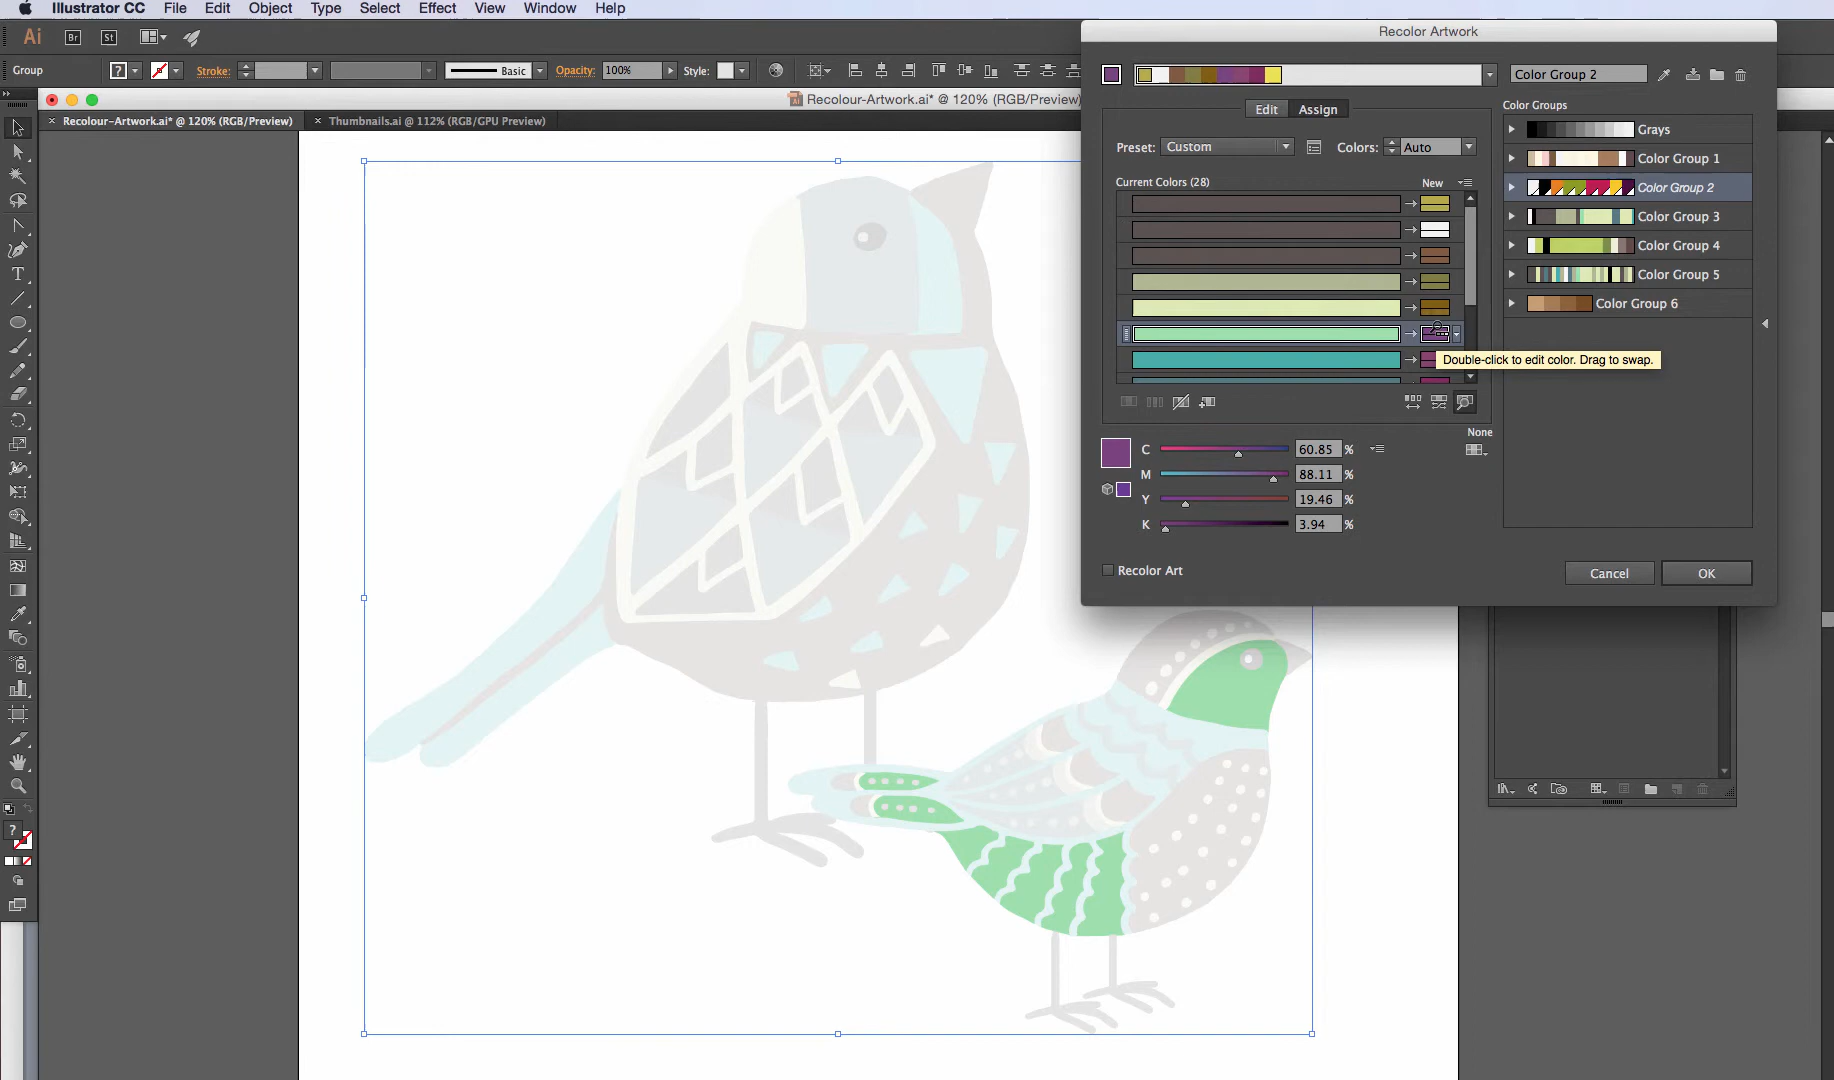 Illustrator CC File Edit Object Type Select Effect View Window Help
Ai Br St
Group ? Stroke: Basic Opacity: 100% Style:
Recolour-Artwork.ai* @ 120% (RGB/Preview)
Recolour-Artwork.ai* @ 120% (RGB/Preview) Thumbnails.ai @ 112% (RGB/GPU Preview)
Recolor Artwork
Color Group 2
Edit Assign
Preset: Custom Colors: Auto
Current Colors (28) New
Double-click to edit color. Drag to swap.
None
C 60.85 %
M 88.11 %
Y 19.46 %
K 3.94 %
Recolor Art
Color Groups
Grays
Color Group 1
Color Group 2
Color Group 3
Color Group 4
Color Group 5
Color Group 6
Cancel OK
T
?